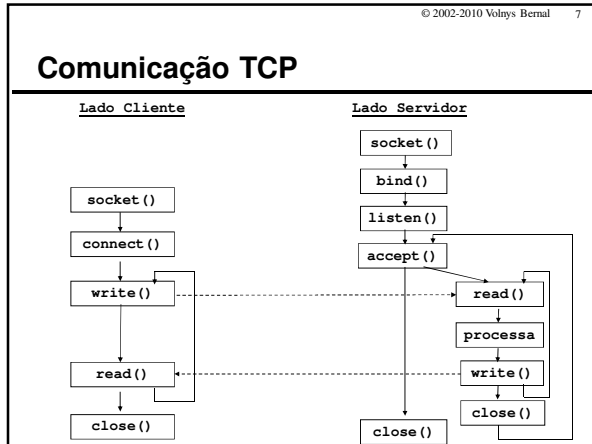 © 2002-2010 Volnys Bernal 7
Comunicação TCP
Lado Cliente
socket()
connect()
write()
read()
close()
Lado Servidor
socket()
bind()
listen()
accept()
read()
processa
write()
close()
close()